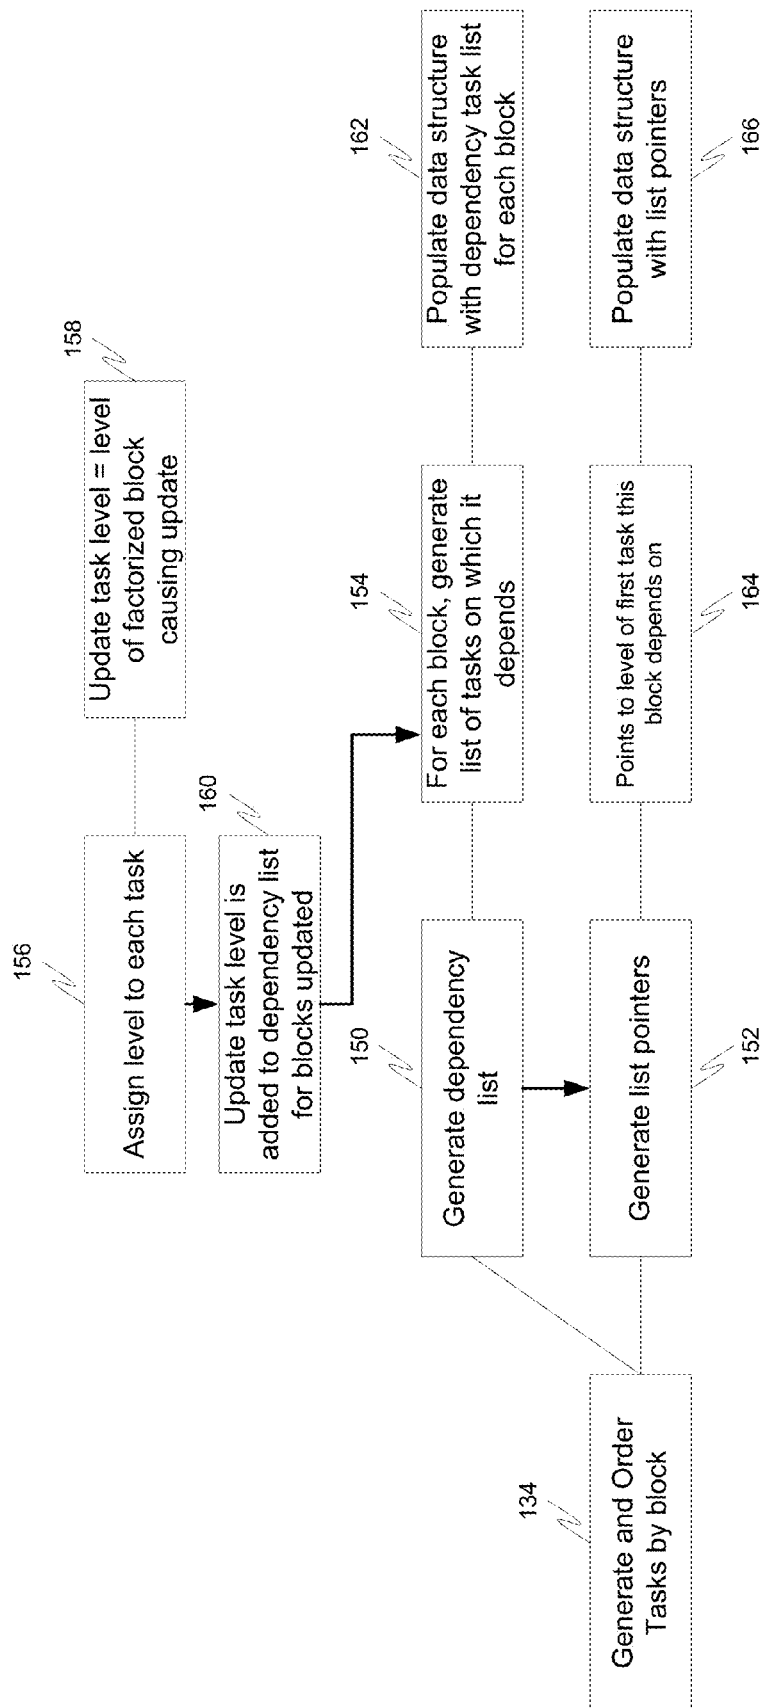 156
Assign level to each task
158
Update task level = level
of factorized block
causing update
160
Update task level is
added to dependency list
for blocks updated
150
Generate dependency
list
154
For each block, generate
list of tasks on which it
depends
162
Populate data structure
with dependency task list
for each block
134
Generate and Order
Tasks by block
152
Generate list pointers
164
Points to level of first task this
block depends on
166
Populate data structure
with list pointers